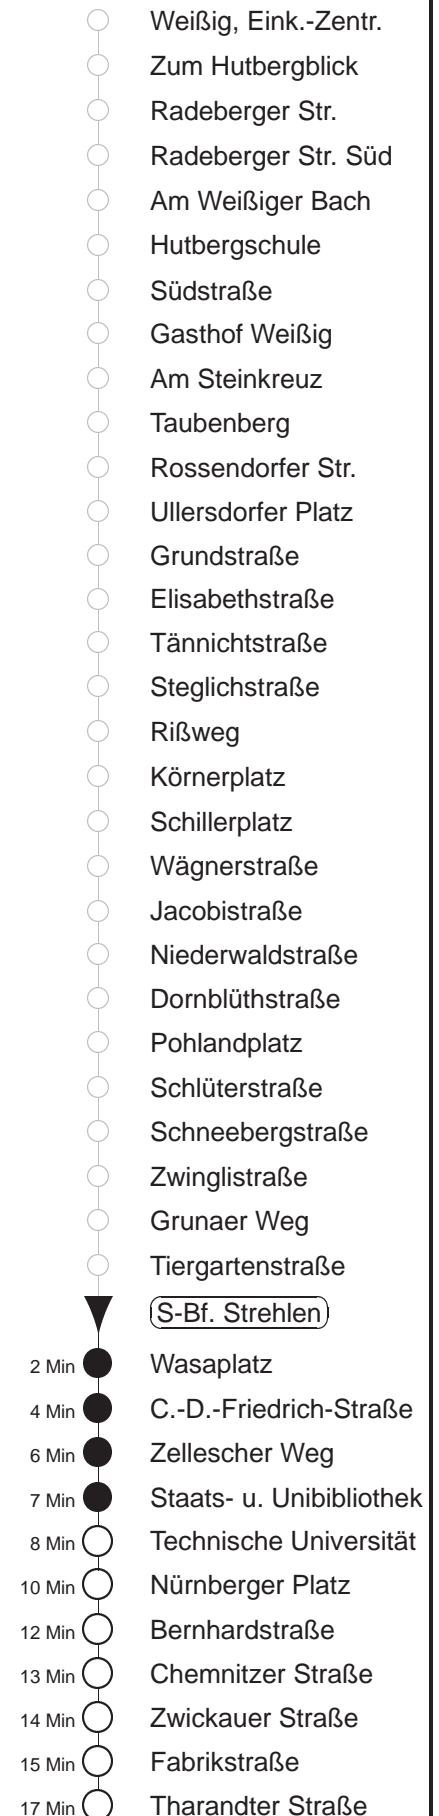 Weißig, Eink.-Zentr.
Zum Hutbergblick
Radeberger Str.
Radeberger Str. Süd
Am Weißiger Bach
Hutbergschule
Südstraße
Gasthof Weißig
Am Steinkreuz
Taubenberg
Rossendorfer Str.
Ullersdorfer Platz
Grundstraße
Elisabethstraße
Tännichtstraße
Steglichstraße
Rißweg
Körnerplatz
Schillerplatz
Wägnerstraße
Jacobistraße
Niederwaldstraße
Dornblüthstraße
Pohlandplatz
Schlüterstraße
Schneebergstraße
Zwinglistraße
Grunaer Weg
Tiergartenstraße
S-Bf. Strehlen
2 Min Wasaplatz
4 Min C.-D.-Friedrich-Straße
6 Min Zellescher Weg
7 Min Staats- u. Unibibliothek
8 Min Technische Universität
10 Min Nürnberger Platz
12 Min Bernhardstraße
13 Min Chemnitzer Straße
14 Min Zwickauer Straße
15 Min Fabrikstraße
17 Min Tharandter Straße